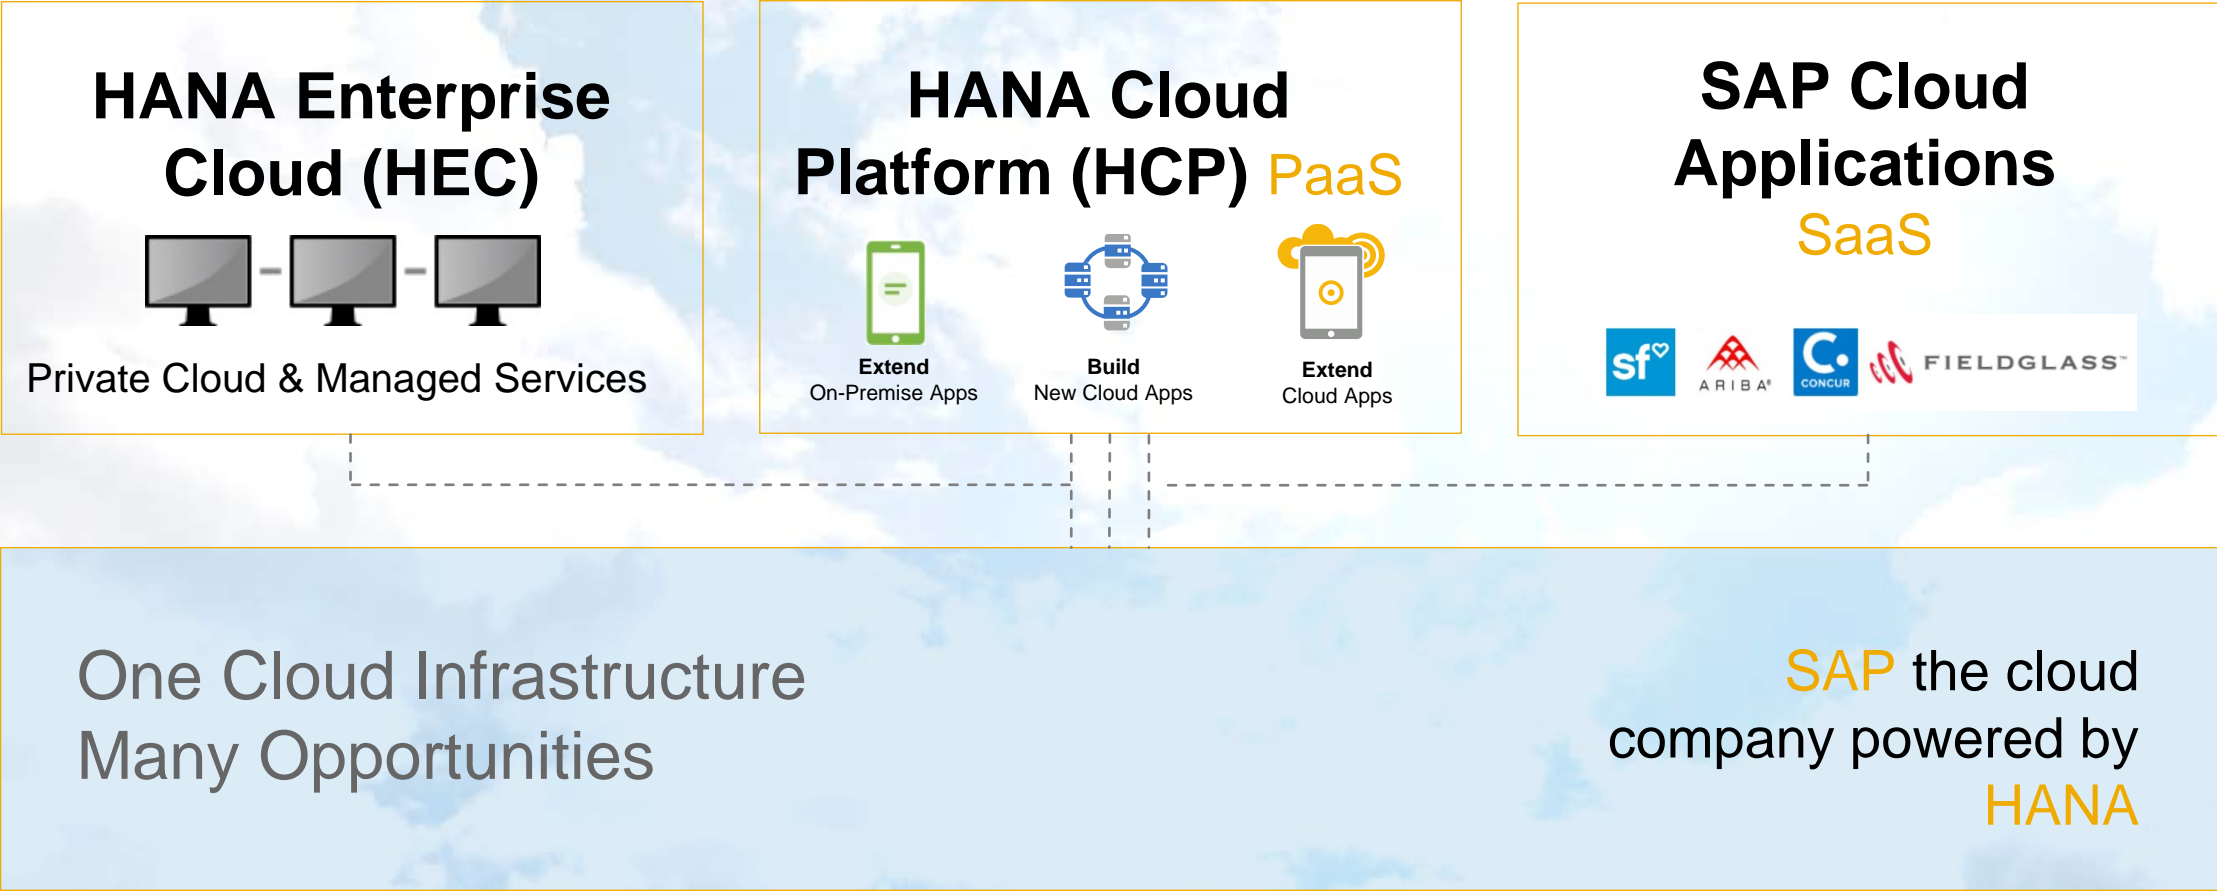 HANA Enterprise
Cloud (HEC)
Private Cloud & Managed Services
HANA Cloud
Platform (HCP) PaaS
Extend
On-Premise Apps
Build
New Cloud Apps
Extend
Cloud Apps
SAP Cloud
Applications
SaaS
sf
ARIBA®
C.
CONCUR
FIELDGLASS™
One Cloud Infrastructure
Many Opportunities
SAP the cloud
company powered by
HANA